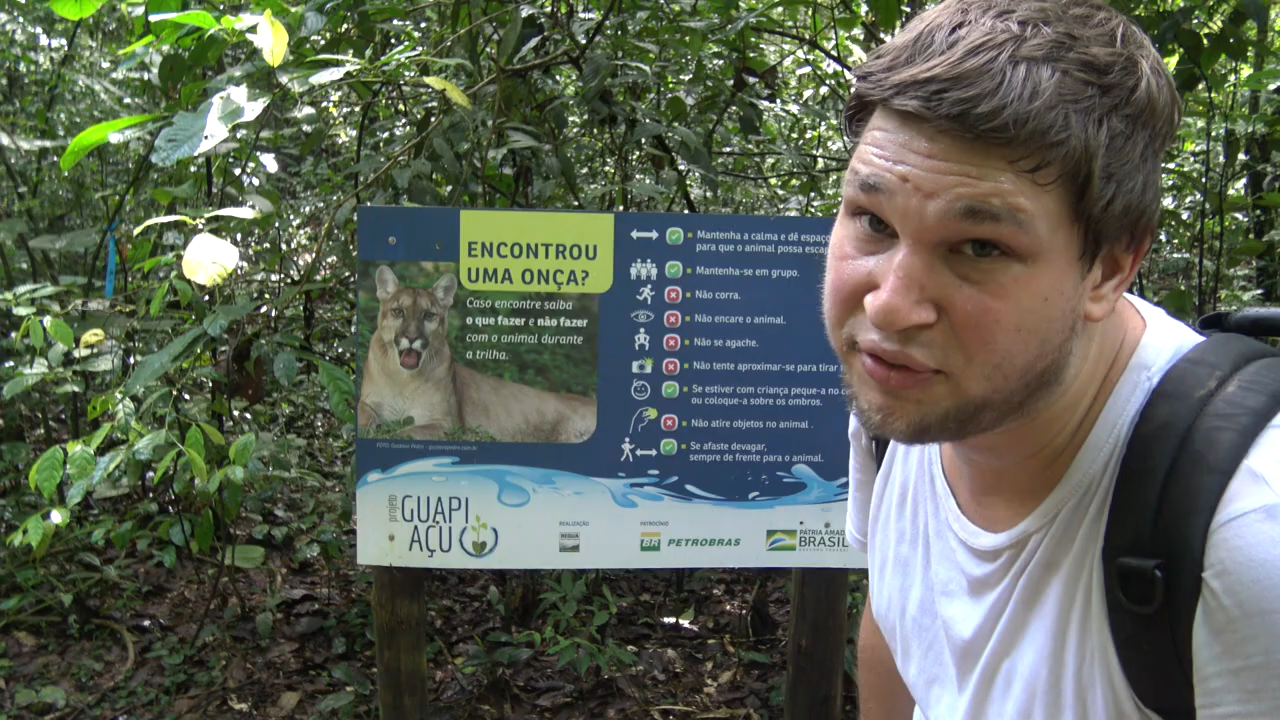 ENCONTROU
UMA ONÇA?
Caso encontre saiba
o que fazer e não fazer
com o animal durante
a trilha.
Mantenha a calma e dê espaço
para que o animal possa esca
Mantenha-se em grupo.
Não corra.
Não encare o animal.
Não se agache.
Não tente aproximar-se para tirar
Se estiver com criança pegue-a no
ou coloque-a sobre os ombros.
Não atire objetos no animal .
Se afaste devagar,
sempre de frente para o animal.
projeto
GUAPI
AÇU
REALIZAÇÃO
REGUA
PATROCÍNIO
BR PETROBRAS
PÁTRIA AMAD
BRASIL